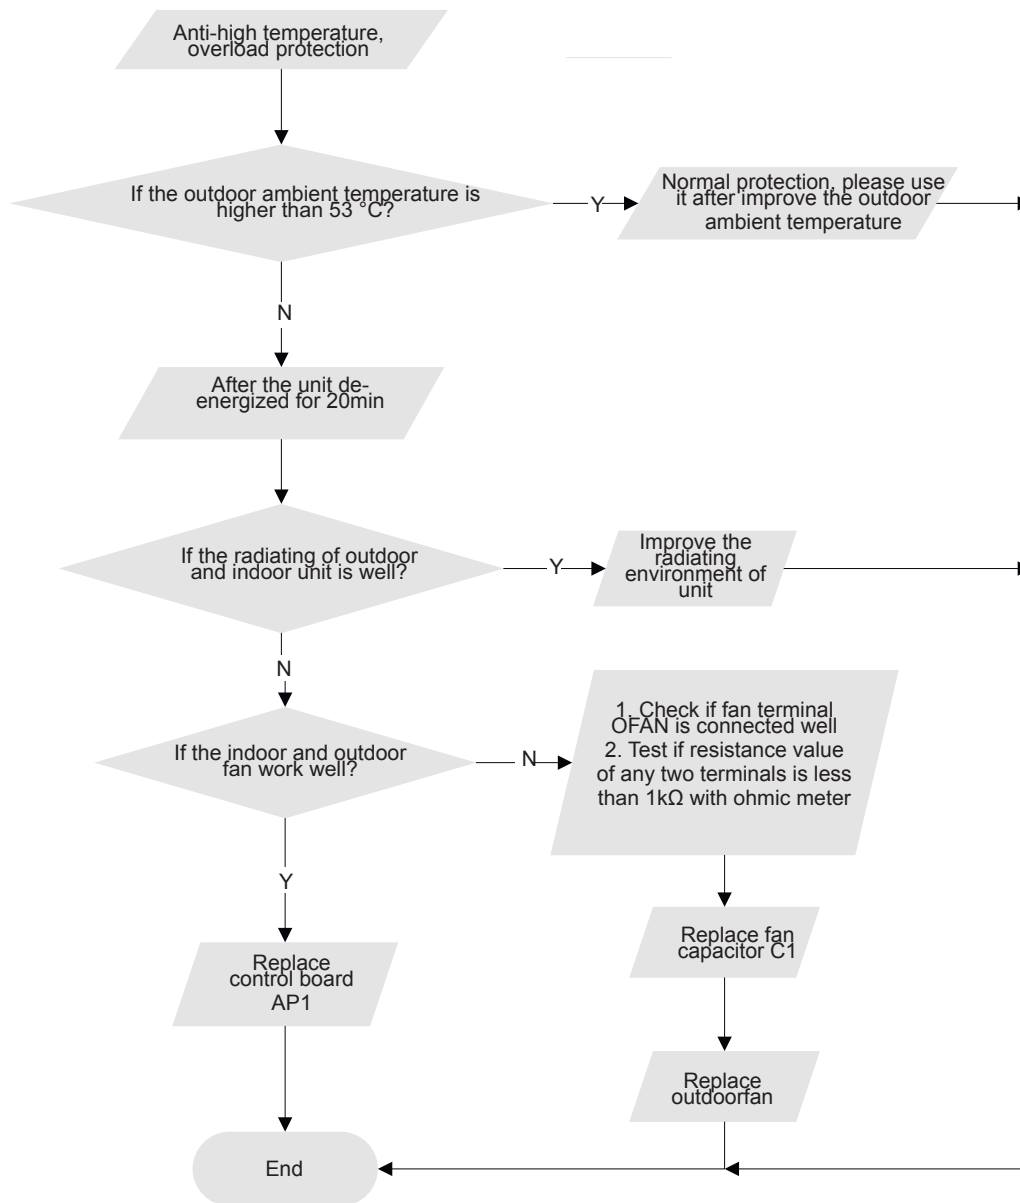 Anti-high temperature,
overload protection
If the outdoor ambient temperature is
higher than 53 °C?
Y
Normal protection, please use
it after improve the outdoor
ambient temperature
N
After the unit de-
energized for 20min
If the radiating of outdoor
and indoor unit is well?
Y
Improve the
radiating
environment of
unit
N
If the indoor and outdoor
fan work well?
N
1. Check if fan terminal
OFAN is connected well
2. Test if resistance value
of any two terminals is less
than 1kΩ with ohmic meter
Y
Replace fan
capacitor C1
Replace
control board
AP1
Replace
outdoorfan
End